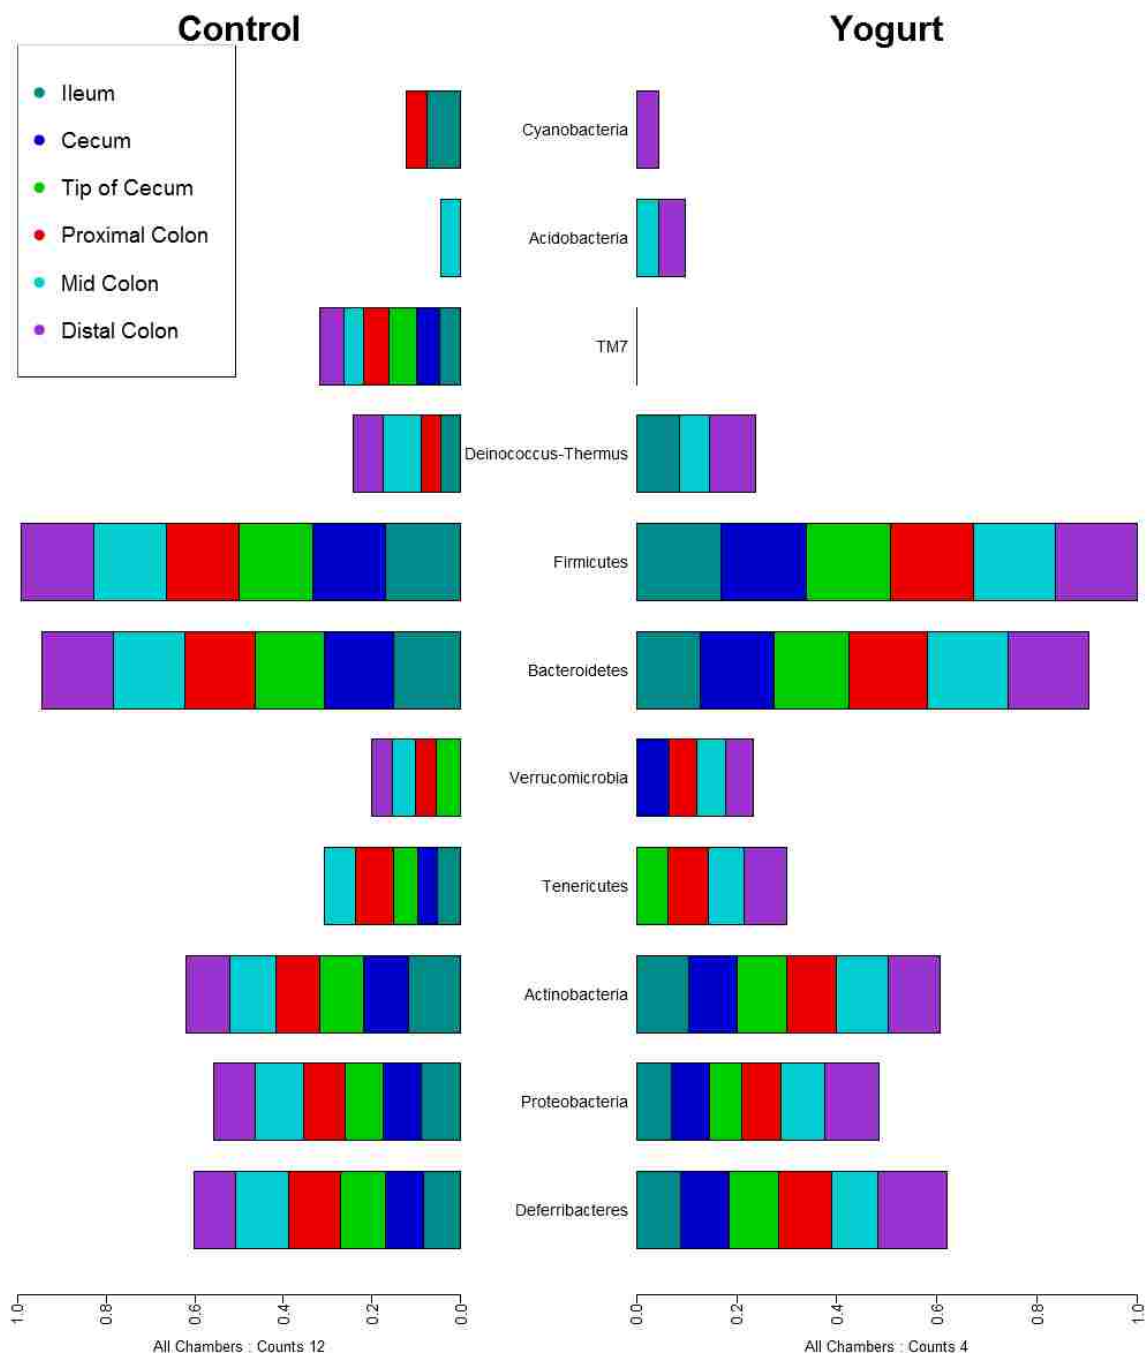 Control
Yogurt
Ileum
Cecum
Tip of Cecum
Proximal Colon
Mid Colon
Distal Colon
Cyanobacteria
Acidobacteria
TM7
Deinococcus-Thermus
Firmicutes
Bacteroidetes
Verrucomicrobia
Tenericutes
Actinobacteria
Proteobacteria
Deferribacteres
1.0 0.8 0.6 0.4 0.2 0.0
0.0 0.2 0.4 0.6 0.8 1.0
All Chambers : Counts 12
All Chambers : Counts 4